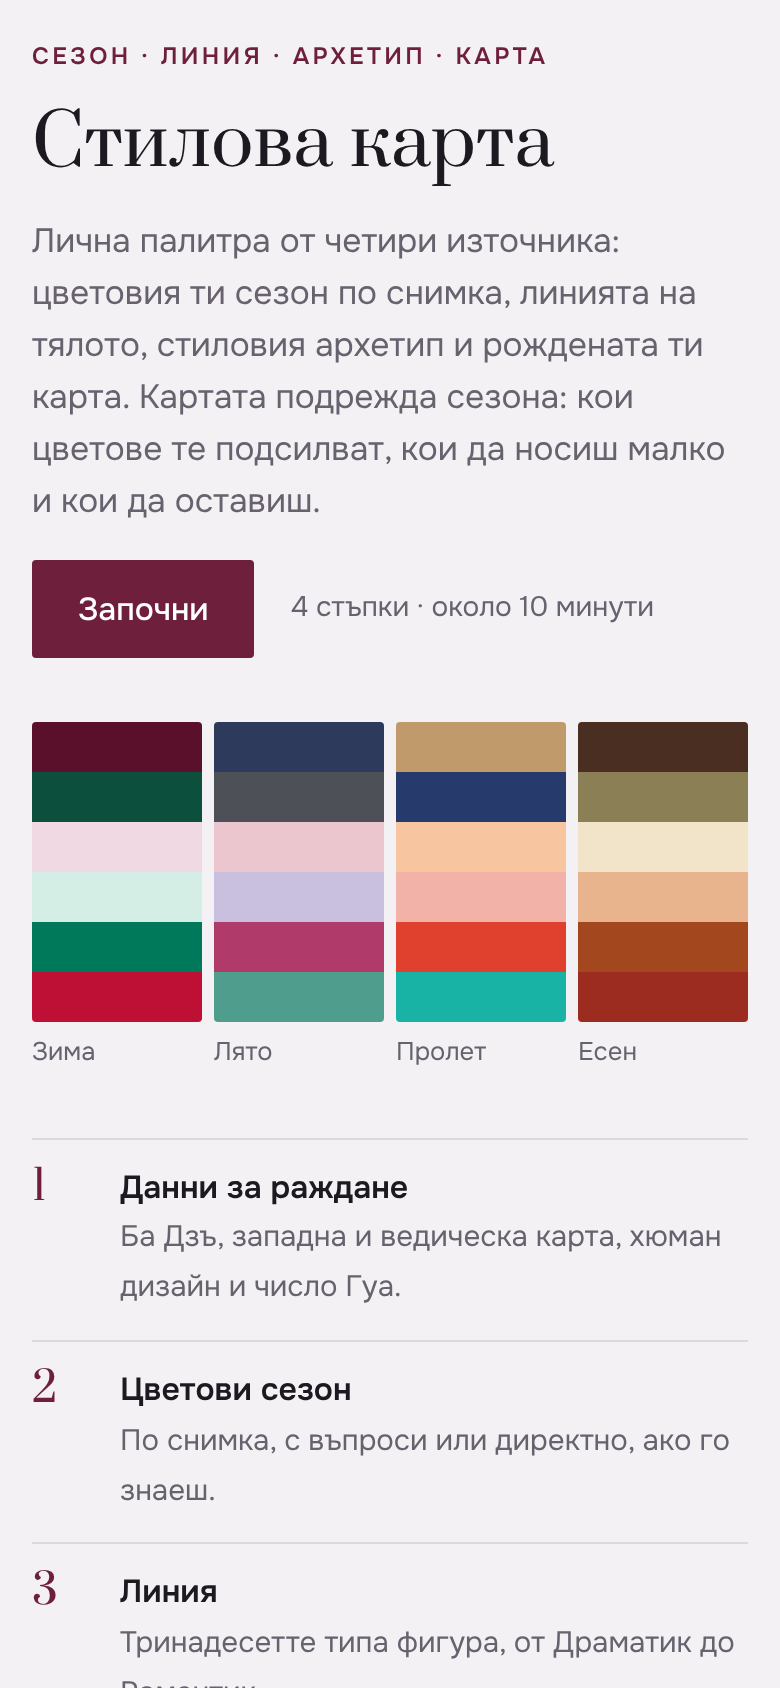 СЕЗОН · ЛИНИЯ · АРХЕТИП · КАРТА
Стилова карта
Лична палитра от четири източника:
цветовия ти сезон по снимка, линията на
тялото, стиловия архетип и рождената ти
карта. Картата подрежда сезона: кои
цветове те подсилват, кои да носиш малко
и кои да оставиш.
Започни
4 стъпки · около 10 минути
Зима
Лято
Пролет
Есен
1
Данни за раждане
Ба Дзъ, западна и ведическа карта, хюман
дизайн и число Гуа.
2
Цветови сезон
По снимка, с въпроси или директно, ако го
знаеш.
3
Линия
Тринадесетте типа фигура, от Драматик до